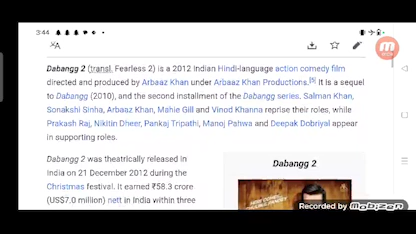 3:44
Dabangg 2 (transl. Fearless 2) is a 2012 Indian Hindi-language action comedy film
directed and produced by Arbaaz Khan under Arbaaz Khan Productions.[5] It is a sequel
to Dabangg (2010), and the second installment of the Dabangg series. Salman Khan,
Sonakshi Sinha, Arbaaz Khan, Mahie Gill and Vinod Khanna reprise their roles, while
Prakash Raj, Nikitin Dheer, Pankaj Tripathi, Manoj Pahwa and Deepak Dobriyal appear
in supporting roles.
Dabangg 2 was theatrically released in
India on 21 December 2012 during the
Christmas festival. It earned ₹58.3 crore
(US$7.0 million) nett in India within three
Dabangg 2
Recorded by Mobizen